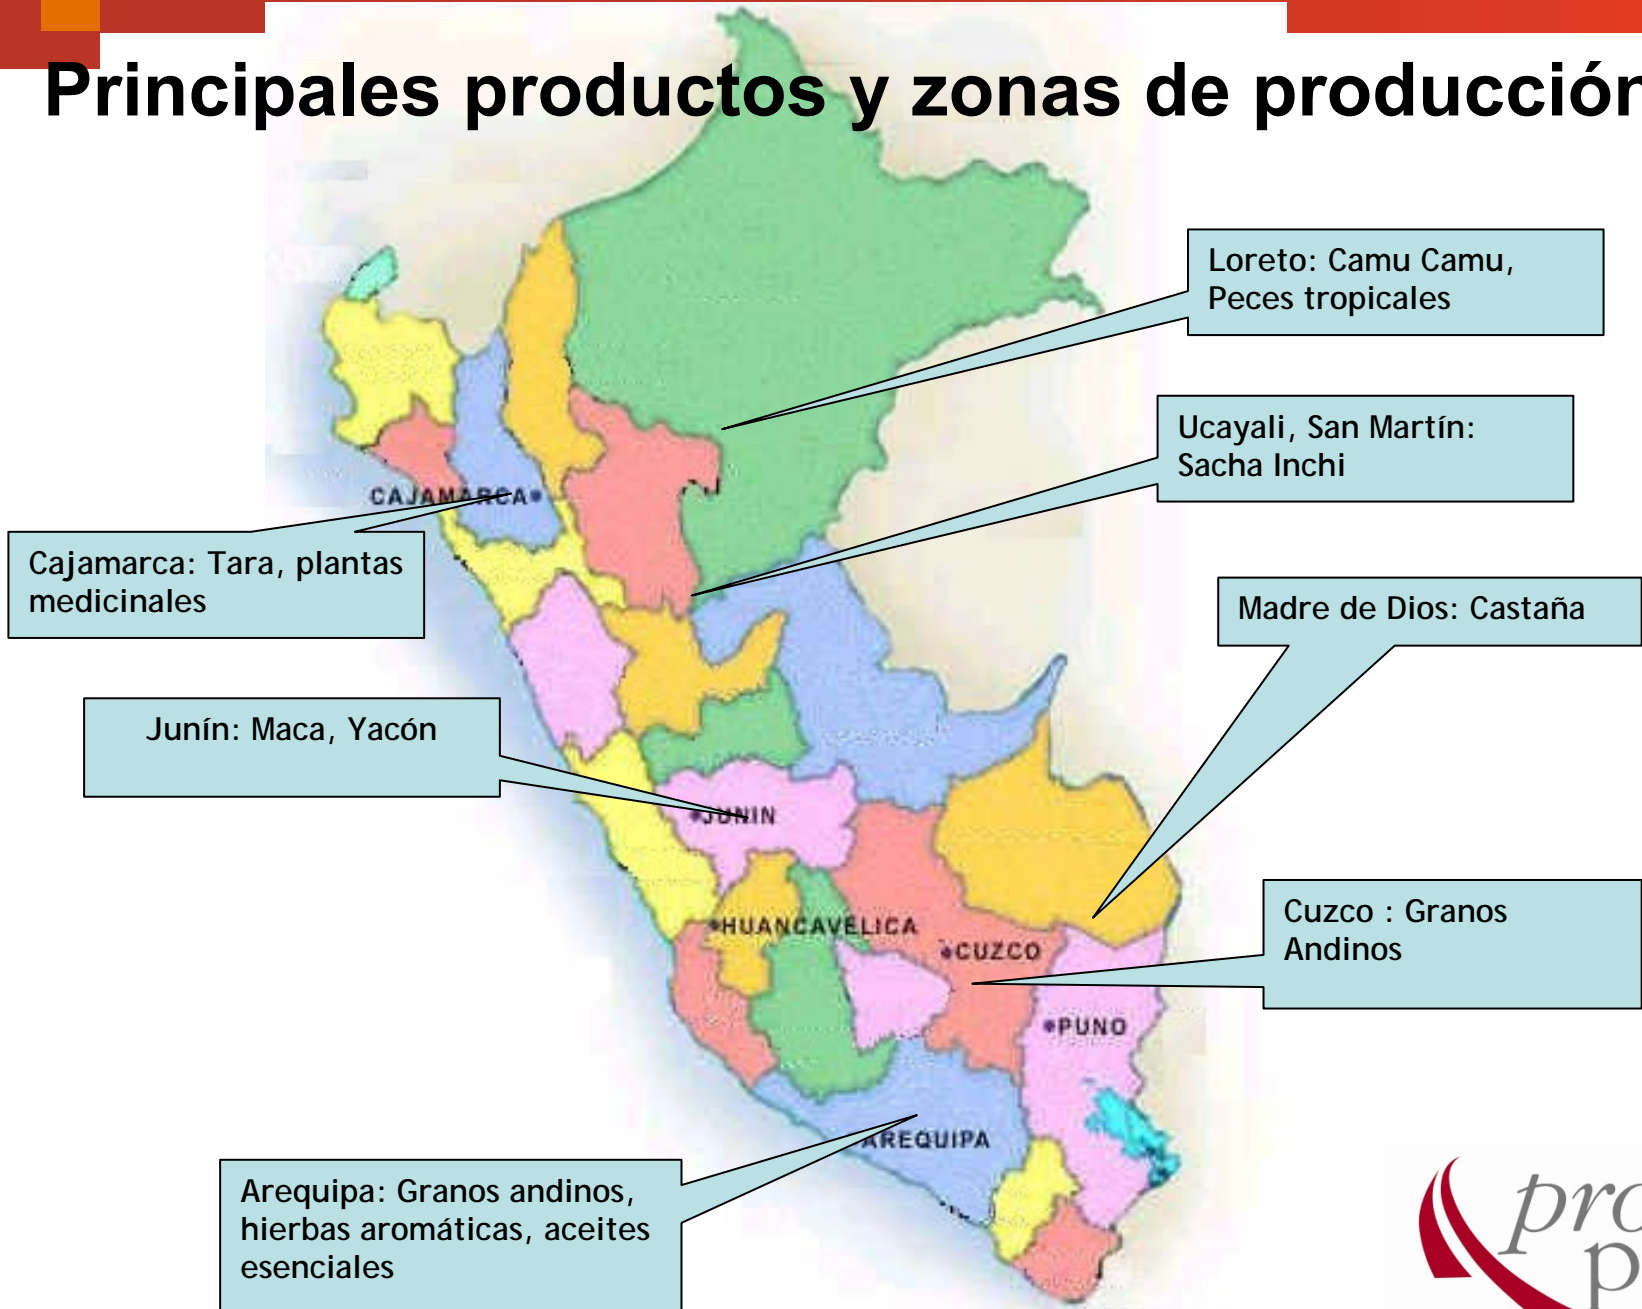 Principales productos y zonas de producción
Loreto: Camu Camu,
Peces tropicales
Ucayali, San Martín:
Sacha Inchi
CAJAMARCA
Cajamarca: Tara, plantas
medicinales
Madre de Dios: Castaña
Junín: Maca, Yacón
JUNIN
HUANCAVELICA
CUZCO
Cuzco : Granos
Andinos
PUNO
AREQUIPA
Arequipa: Granos andinos,
hierbas aromáticas, aceites
esenciales
pro
p